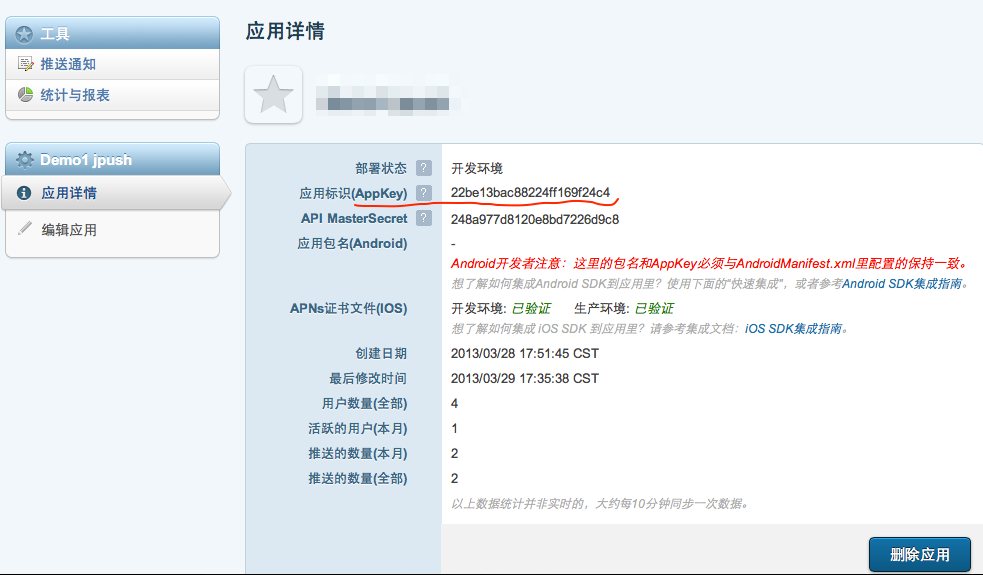 工具
推送通知
统计与报表
Demo1 jpush
应用详情
编辑应用
应用详情
部署状态 ? 开发环境
应用标识(AppKey) ? 22be13bac88224ff169f24c4
API MasterSecret ? 248a977d8120e8bd7226d9c8
应用包名(Android) -
Android开发者注意：这里的包名和AppKey必须与AndroidManifest.xml里配置的保持一致。
想了解如何集成Android SDK到应用里？使用下面的“快速集成”，或者参考Android SDK集成指南。
APNs证书文件(IOS) 开发环境: 已验证 生产环境: 已验证
想了解如何集成 iOS SDK 到应用里？请参考集成文档：iOS SDK集成指南。
创建日期 2013/03/28 17:51:45 CST
最后修改时间 2013/03/29 17:35:38 CST
用户数量(全部) 4
活跃的用户(本月) 1
推送的数量(本月) 2
推送的数量(全部) 2
以上数据统计并非实时的，大约每10分钟同步一次数据。
删除应用